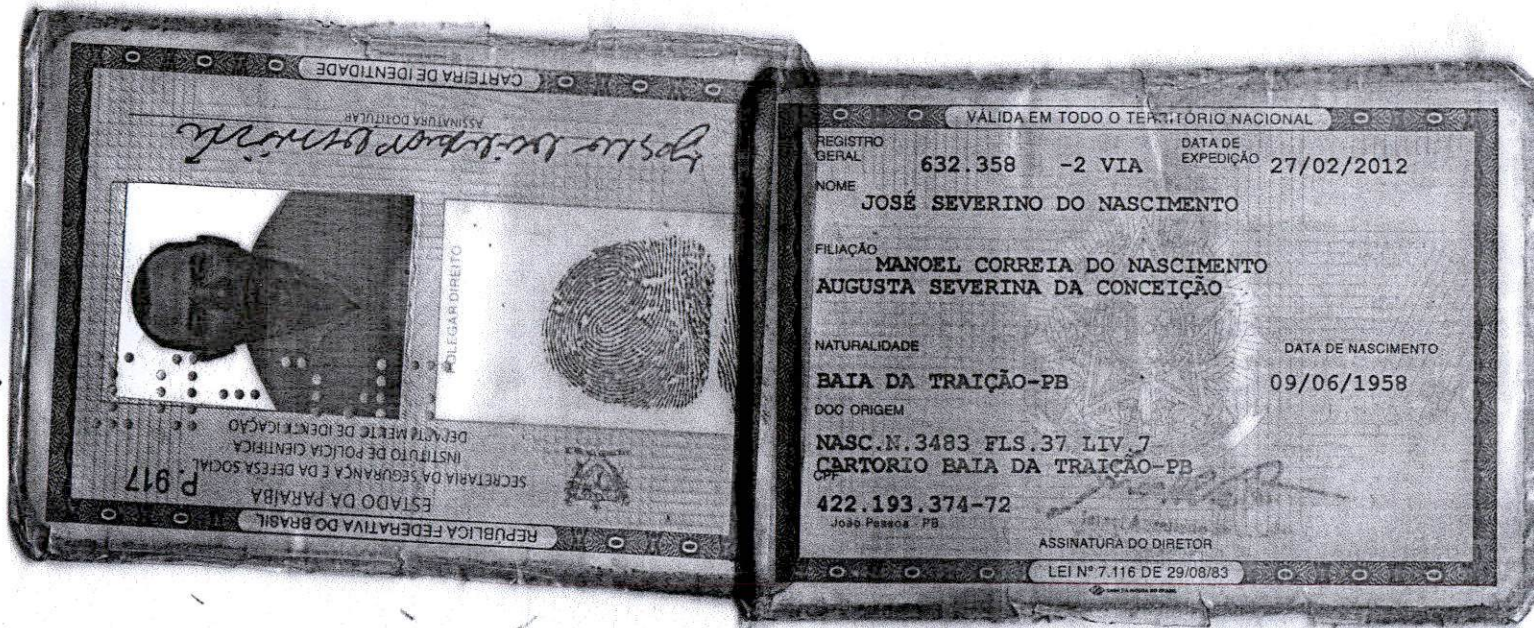 REPÚBLICA FEDERATIVA DO BRASIL
ESTADO DA PARAÍBA
P.917
SECRETARIA DA SEGURANÇA E DA DEFESA SOCIAL
INSTITUTO DE POLICIA CIENTIFICA
POLEGAR DIREITO
ASSINATURA DO TITULAR
CARTEIRA DE IDENTIDADE
VÁLIDA EM TODO O TERRITÓRIO NACIONAL
REGISTRO GERAL 632.358 -2 VIA DATA DE EXPEDIÇÃO 27/02/2012
NOME
JOSÉ SEVERINO DO NASCIMENTO
FILIAÇÃO
MANOEL CORREIA DO NASCIMENTO
AUGUSTA SEVERINA DA CONCEIÇÃO
NATURALIDADE DATA DE NASCIMENTO
BAIA DA TRAIÇÃO-PB 09/06/1958
DOC ORIGEM
NASC.N.3483 FLS.37 LIV.7
CARTORIO BAIA DA TRAIÇÃO-PB
CPF
422.193.374-72
João Pessoa - PB
ASSINATURA DO DIRETOR
LEI Nº 7.116 DE 29/08/83